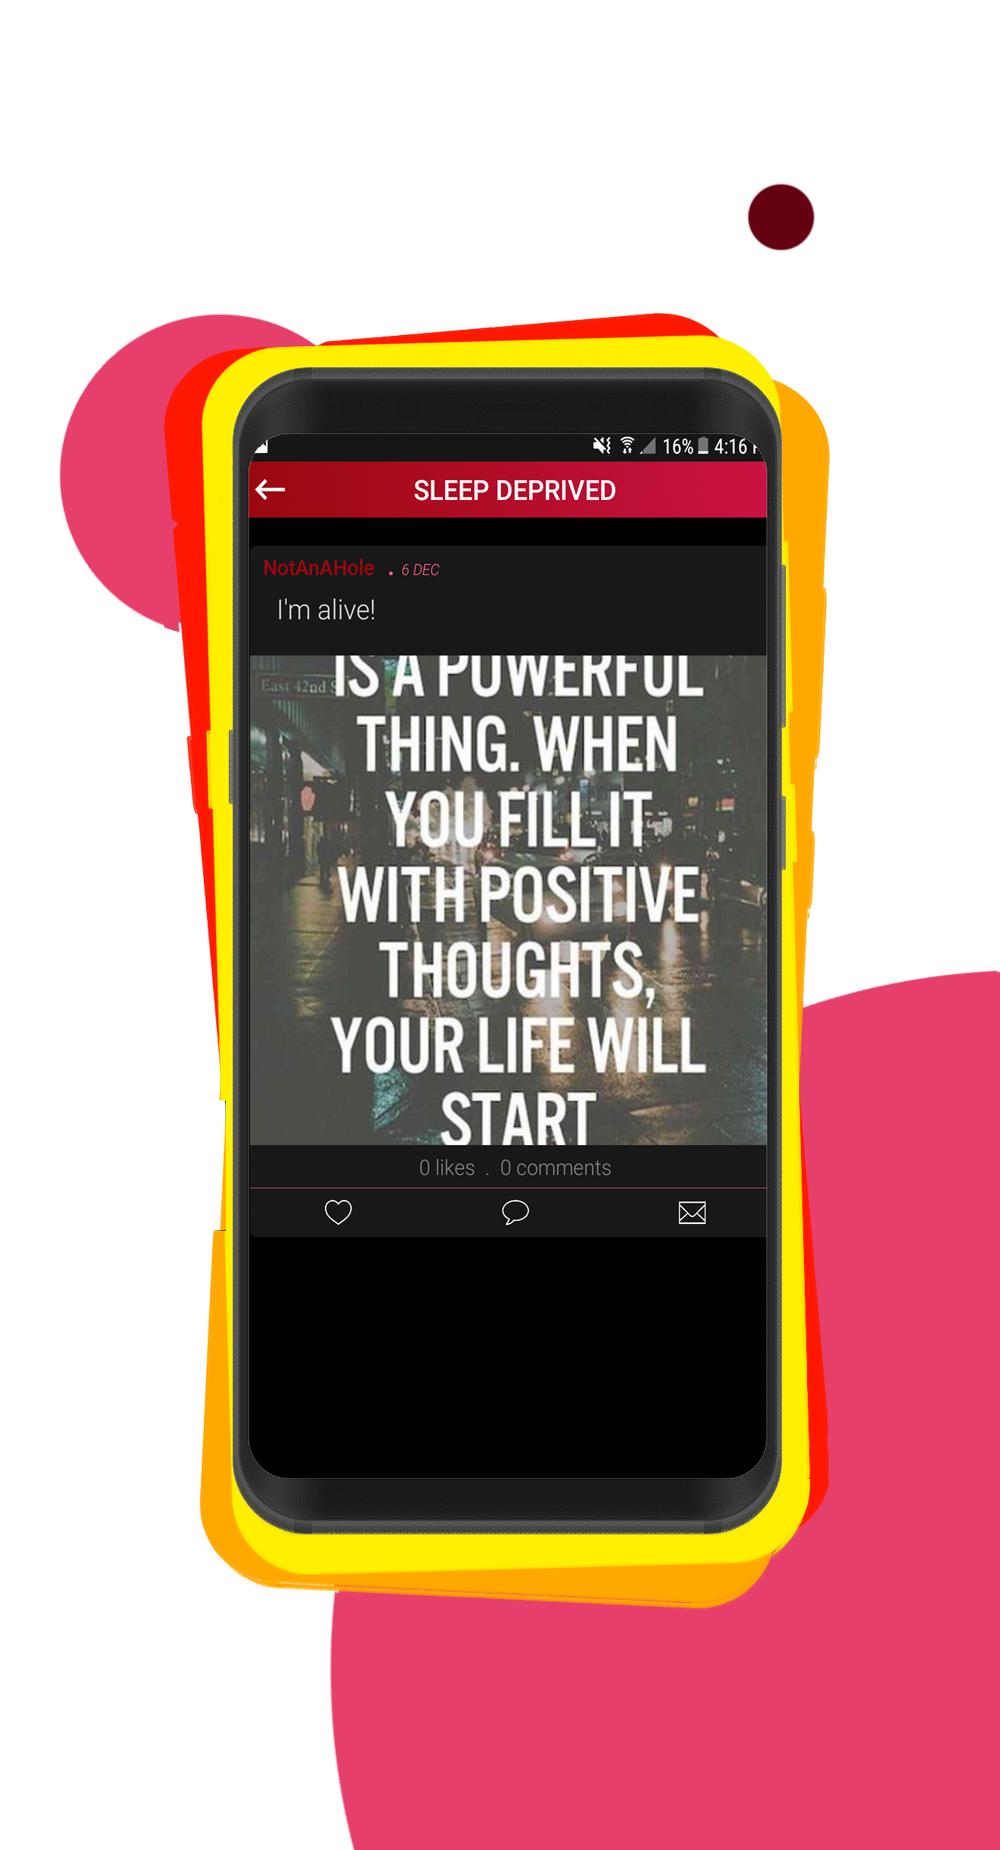 16% 4:16
SLEEP DEPRIVED
NotAnAHole . 6 DEC
I'm alive!
East 42nd
IS A POWERFUL
THING. WHEN
YOU FILL IT
WITH POSITIVE
THOUGHTS,
YOUR LIFE WILL
START
0 likes . 0 comments